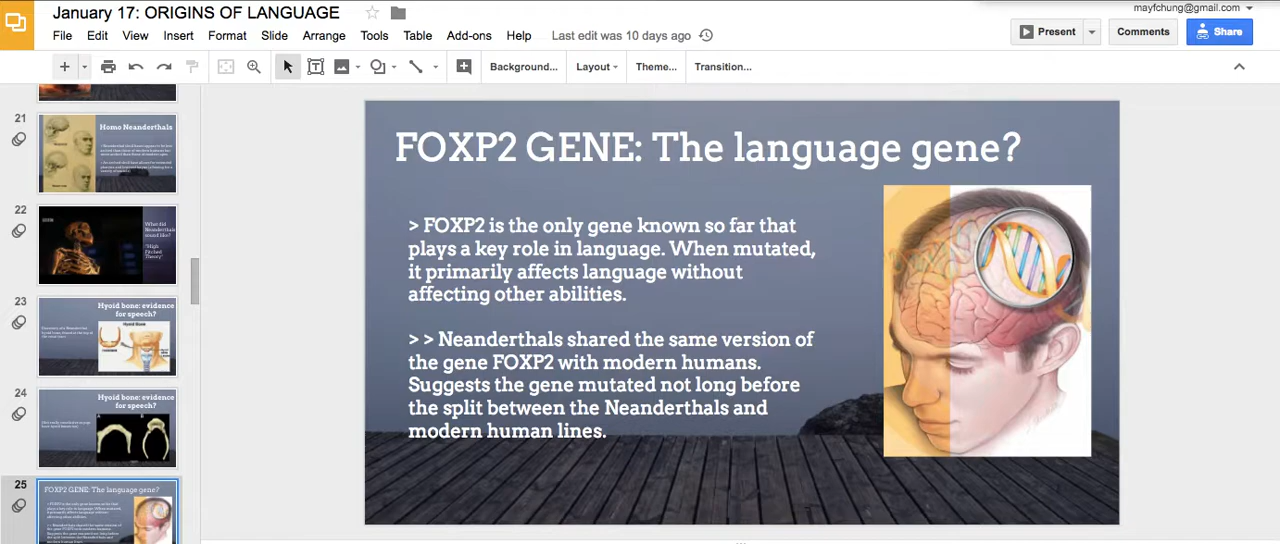 January 17: ORIGINS OF LANGUAGE
mayfchung@gmail.com
File Edit View Insert Format Slide Arrange Tools Table Add-ons Help Last edit was 10 days ago
Present Comments Share
Background... Layout Theme... Transition...
21
Homo Neanderthals
22
What did
Neanderthals
sound like?
"High
Pitched
Theory"
23
Hyoid bone: evidence
for speech?
Hyoid Bone
24
Hyoid bone: evidence
for speech?
25
FOXP2 GENE: The language gene?
FOXP2 GENE: The language gene?
> FOXP2 is the only gene known so far that
plays a key role in language. When mutated,
it primarily affects language without
affecting other abilities.
> > Neanderthals shared the same version of
the gene FOXP2 with modern humans.
Suggests the gene mutated not long before
the split between the Neanderthals and
modern human lines.